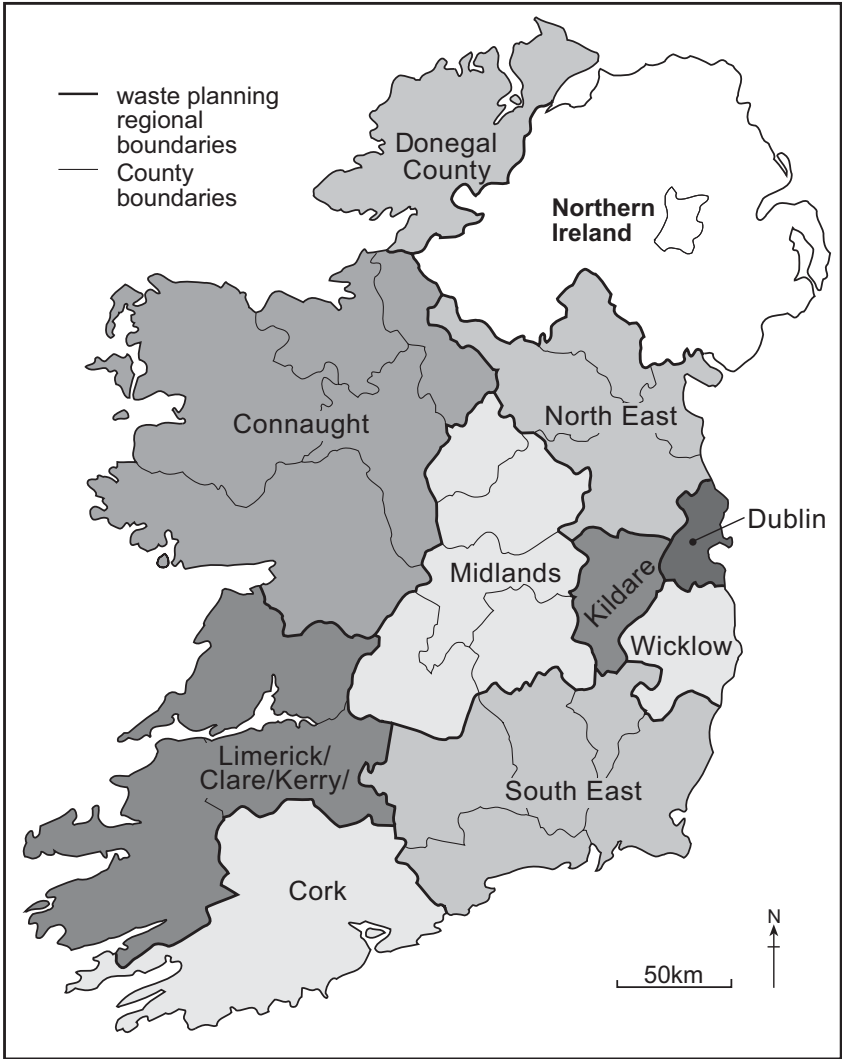 waste planning
regional
boundaries
County
boundaries
Donegal
County
Northern
Ireland
Connaught
North East
Dublin
Midlands
Kildare
Wicklow
Limerick/
Clare/Kerry/
South East
Cork
N
50km